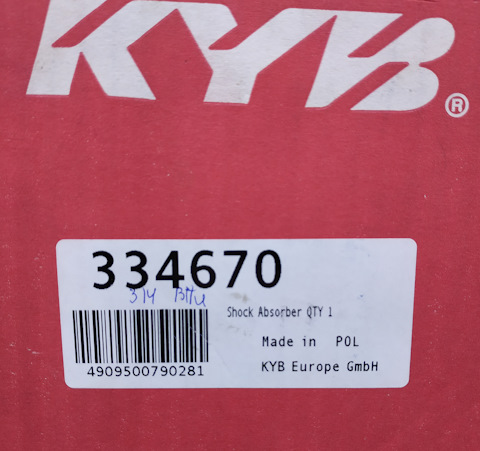 KYB®
334670
314
Shock Absorber QTY 1
Made in POL
4909500790281
KYB Europe GmbH